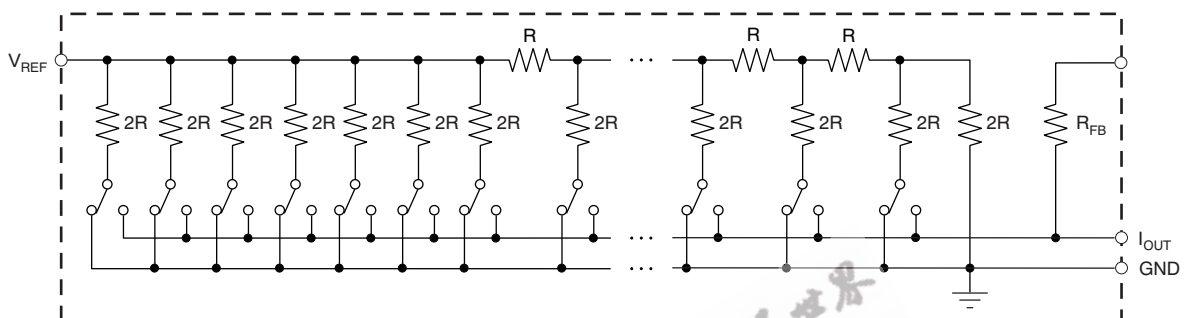 R R R
V_REF ... 
2R 2R 2R 2R 2R 2R 2R 2R 2R 2R 2R 2R R_FB
... I_OUT
... GND